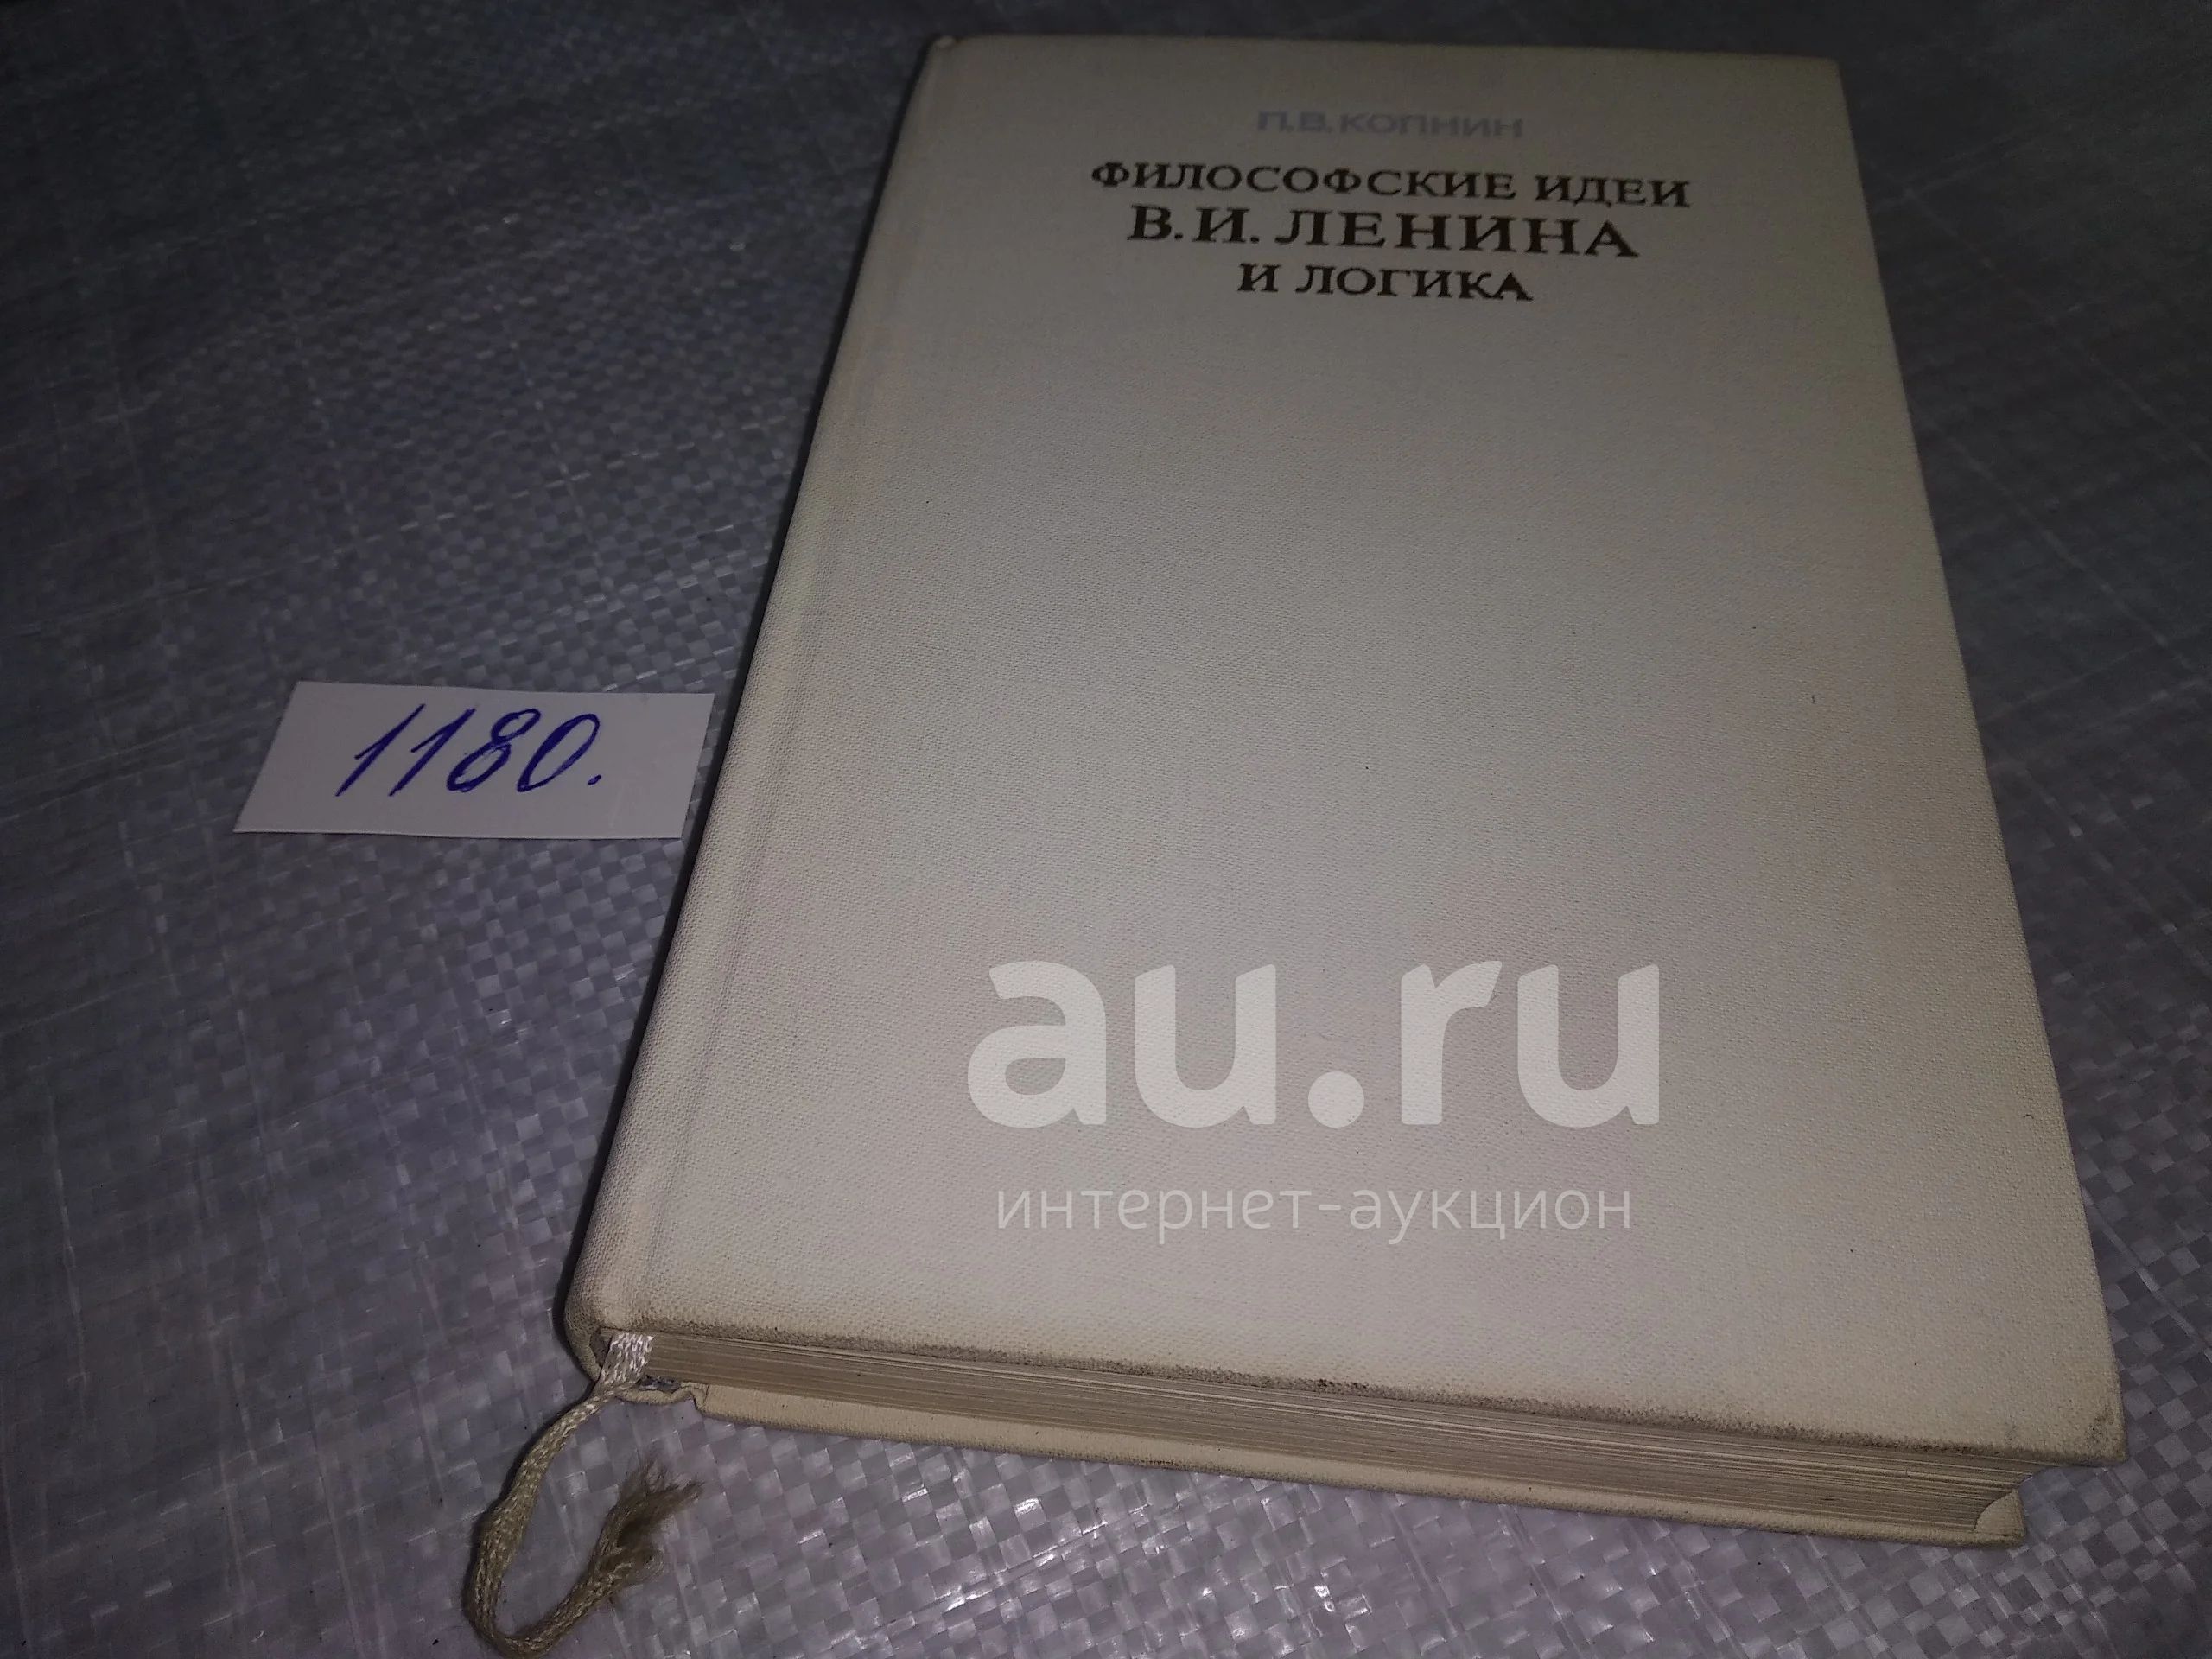 П.В.КОПНИН
ФИЛОСОФСКИЕ ИДЕИ
В.И.ЛЕНИНА
И ЛОГИКА
1180.
au.ru
интернет-аукцион